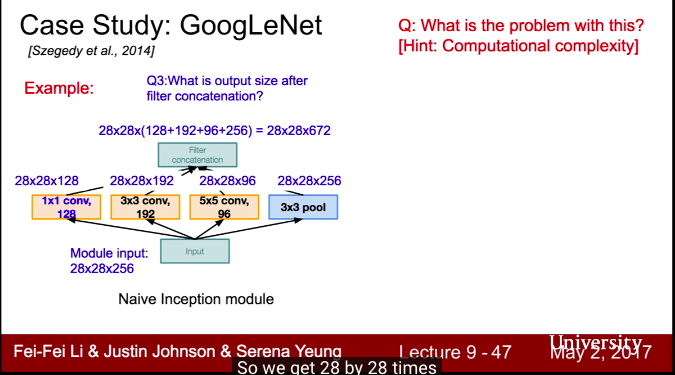 Case Study: GoogLeNet
[Szegedy et al., 2014]
Q: What is the problem with this?
[Hint: Computational complexity]
Example:
Q3:What is output size after
filter concatenation?
28x28x(128+192+96+256) = 28x28x672
Filter
concatenation
28x28x128 28x28x192 28x28x96 28x28x256
1x1 conv,
128
3x3 conv,
192
5x5 conv,
96
3x3 pool
Module input:
28x28x256
Input
Naive Inception module
Fei-Fei Li & Justin Johnson & Serena Yeung Lecture 9 - 47 May 2, 2017
University
So we get 28 by 28 times